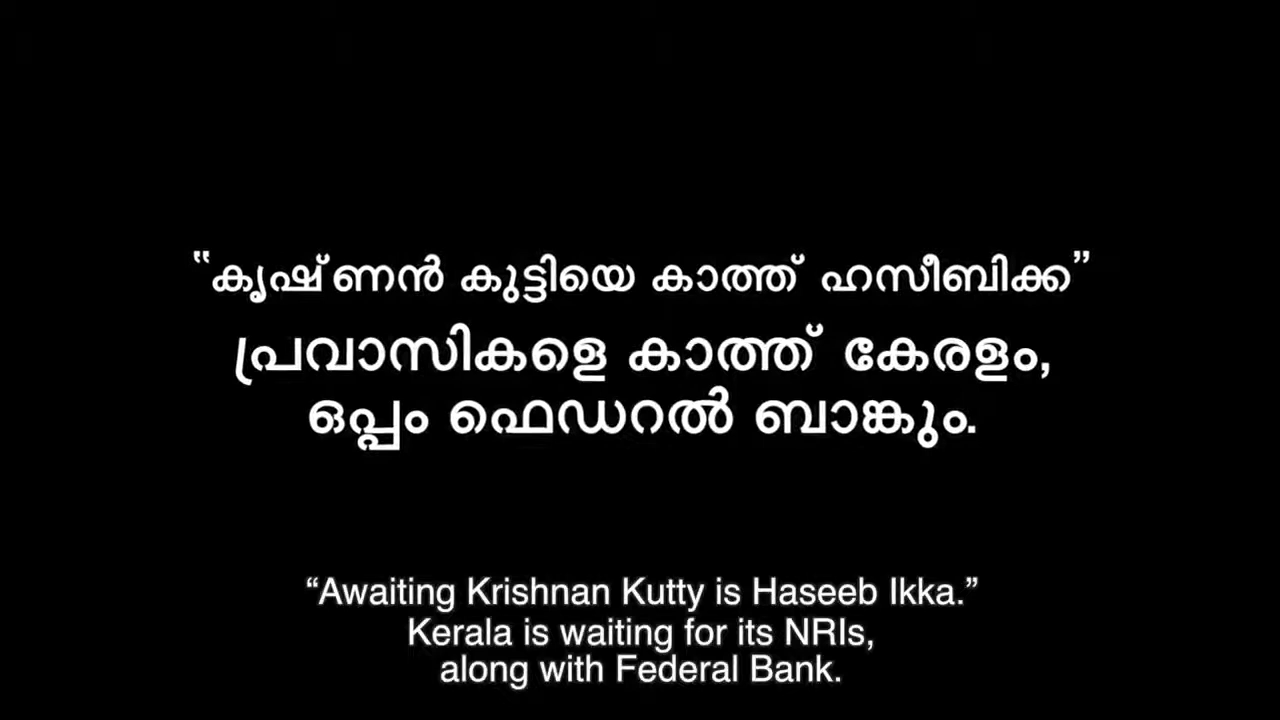 “കൃഷ്ണൻ കുട്ടിയെ കാത്ത് ഹസീബിക്ക”
പ്രവാസികളെ കാത്ത് കേരളം,
ഒപ്പം ഫെഡറൽ ബാങ്കും.
“Awaiting Krishnan Kutty is Haseeb Ikka.”
Kerala is waiting for its NRIs,
along with Federal Bank.